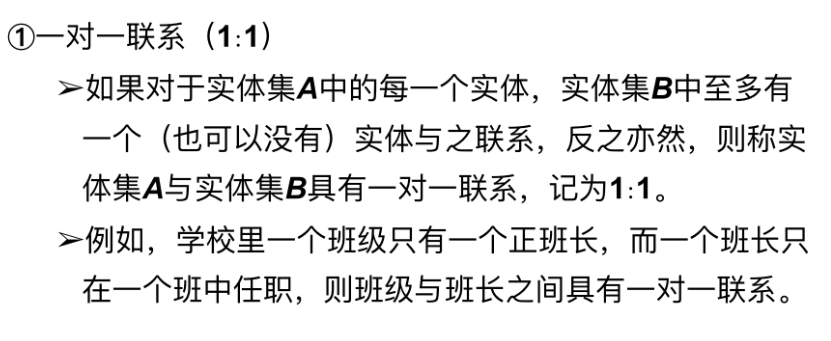 ①一对一联系（1:1）
➢如果对于实体集A中的每一个实体，实体集B中至多有
一个（也可以没有）实体与之联系，反之亦然，则称实
体集A与实体集B具有一对一联系，记为1:1。
➢例如，学校里一个班级只有一个正班长，而一个班长只
在一个班中任职，则班级与班长之间具有一对一联系。